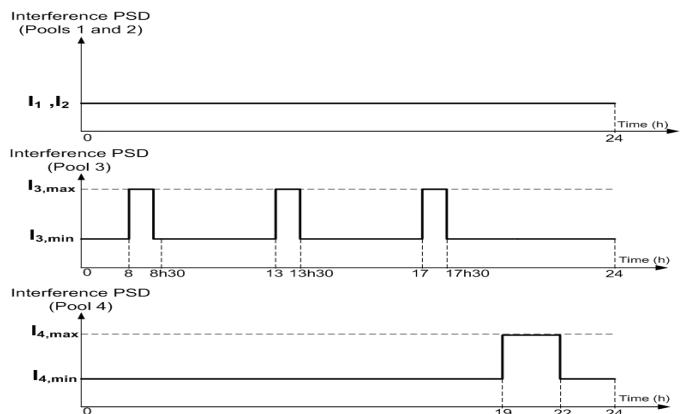 Interference PSD
(Pools 1 and 2)
I1 ,I2
0
24
Time (h)
Interference PSD
(Pool 3)
I3,max
I3,min
0
8
8h30
13
13h30
17
17h30
24
Time (h)
Interference PSD
(Pool 4)
I4,max
I4,min
0
19
22
24
Time (h)